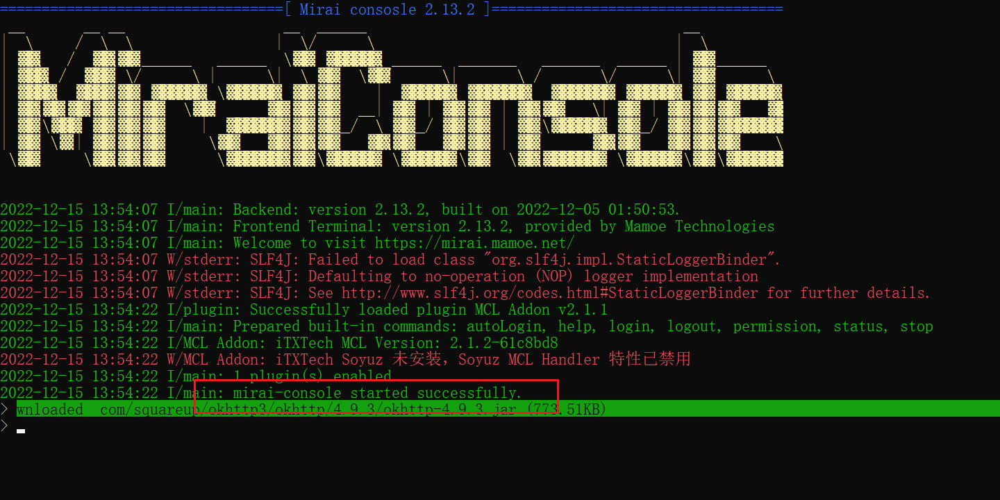 ==================================[ Mirai consosle 2.13.2 ]===================================
MiraiConsole
2022-12-15 13:54:07 I/main: Backend: version 2.13.2, built on 2022-12-05 01:50:53.
2022-12-15 13:54:07 I/main: Frontend Terminal: version 2.13.2, provided by Mamoe Technologies
2022-12-15 13:54:07 I/main: Welcome to visit https://mirai.mamoe.net/
2022-12-15 13:54:07 W/stderr: SLF4J: Failed to load class "org.slf4j.impl.StaticLoggerBinder".
2022-12-15 13:54:07 W/stderr: SLF4J: Defaulting to no-operation (NOP) logger implementation
2022-12-15 13:54:07 W/stderr: SLF4J: See http://www.slf4j.org/codes.html#StaticLoggerBinder for further details.
2022-12-15 13:54:22 I/plugin: Successfully loaded plugin MCL Addon v2.1.1
2022-12-15 13:54:22 I/main: Prepared built-in commands: autoLogin, help, login, logout, permission, status, stop
2022-12-15 13:54:22 I/MCL Addon: iTXTech MCL Version: 2.1.2-61c8bd8
2022-12-15 13:54:22 W/MCL Addon: iTXTech Soyuz 未安装，Soyuz MCL Handler 特性已禁用
2022-12-15 13:54:22 I/main: 1 plugin(s) enabled
2022-12-15 13:54:22 I/main: mirai-console started successfully.
> wnloaded  com/squareup/okhttp3/okhttp/4.9.3/okhttp-4.9.3.jar (773.51KB)
>